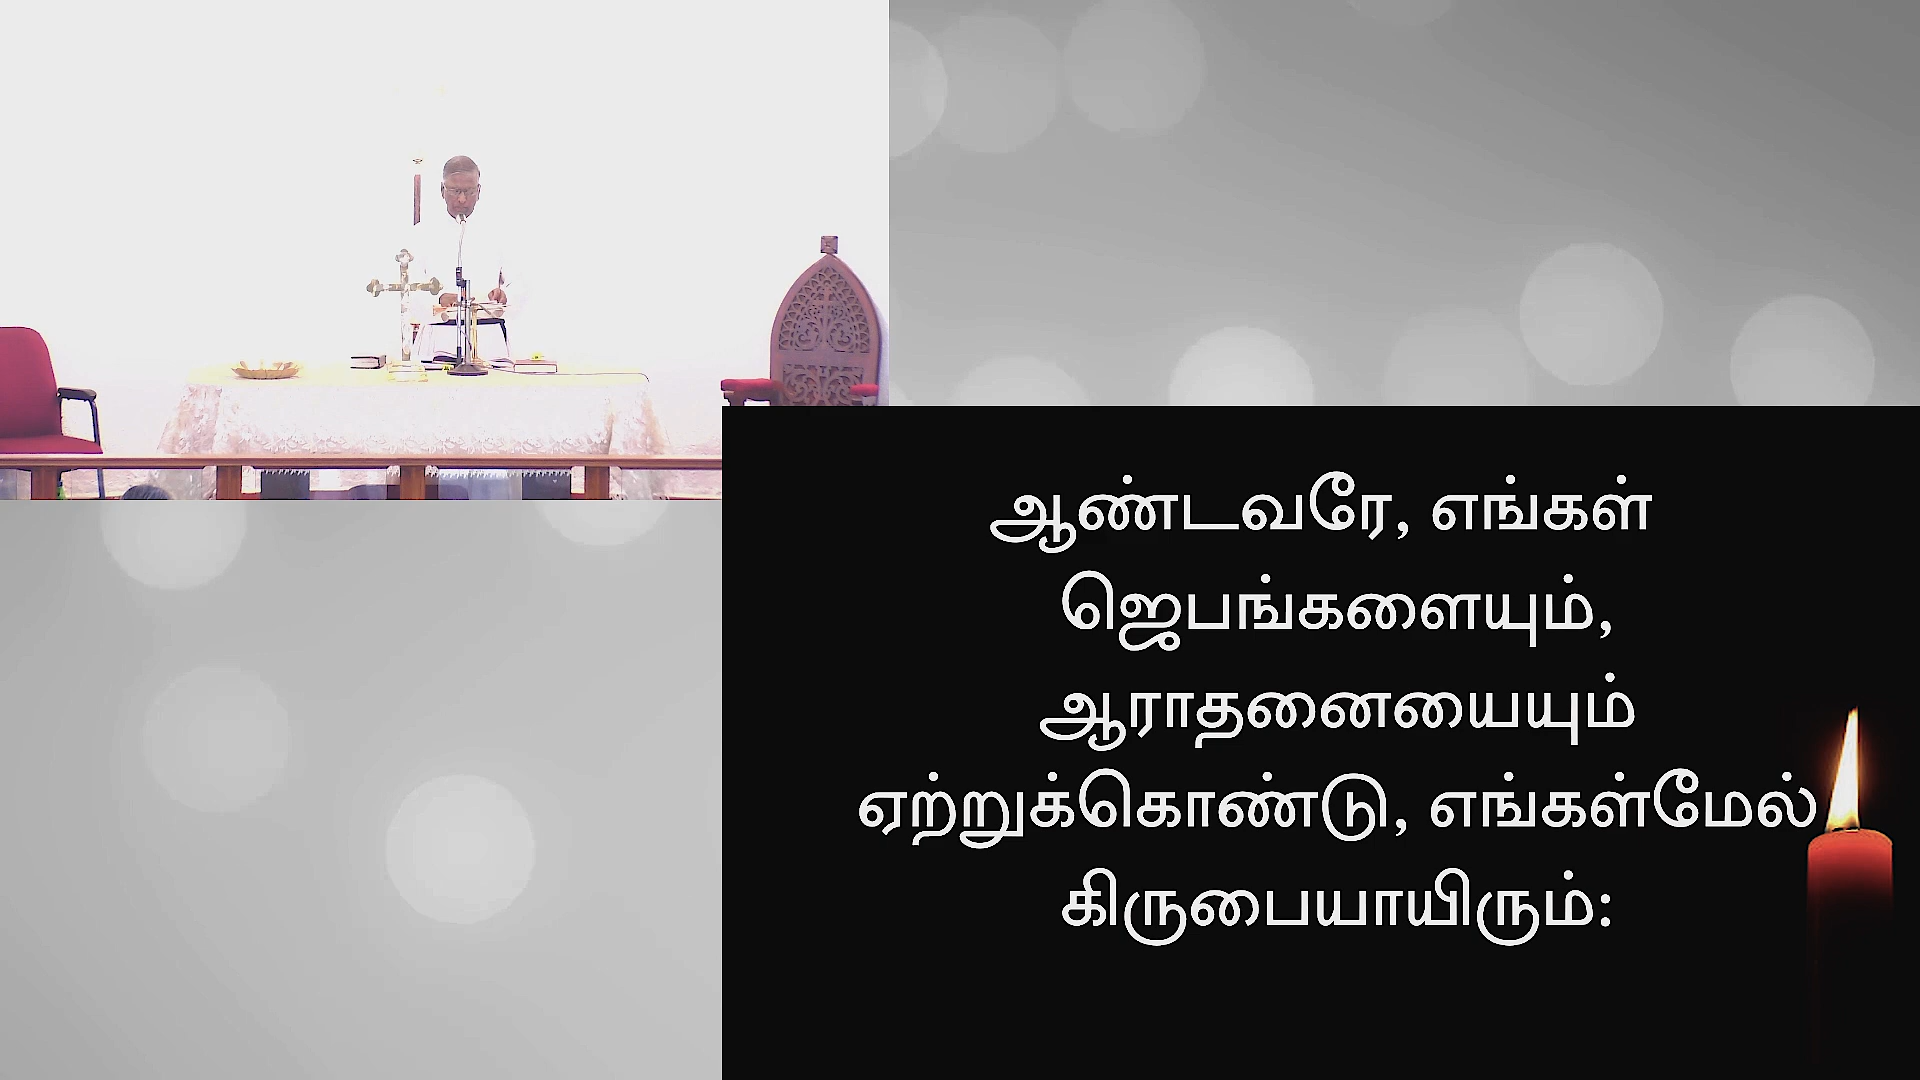 ஆண்டவரே, எங்கள்
ஜெபங்களையும்,
ஆராதனையையும்
ஏற்றுக்கொண்டு, எங்கள்மேல்
கிருபையாயிரும்: